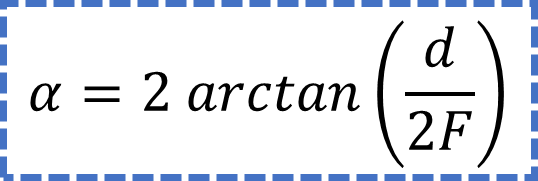 α = 2 arctan (d/2F)